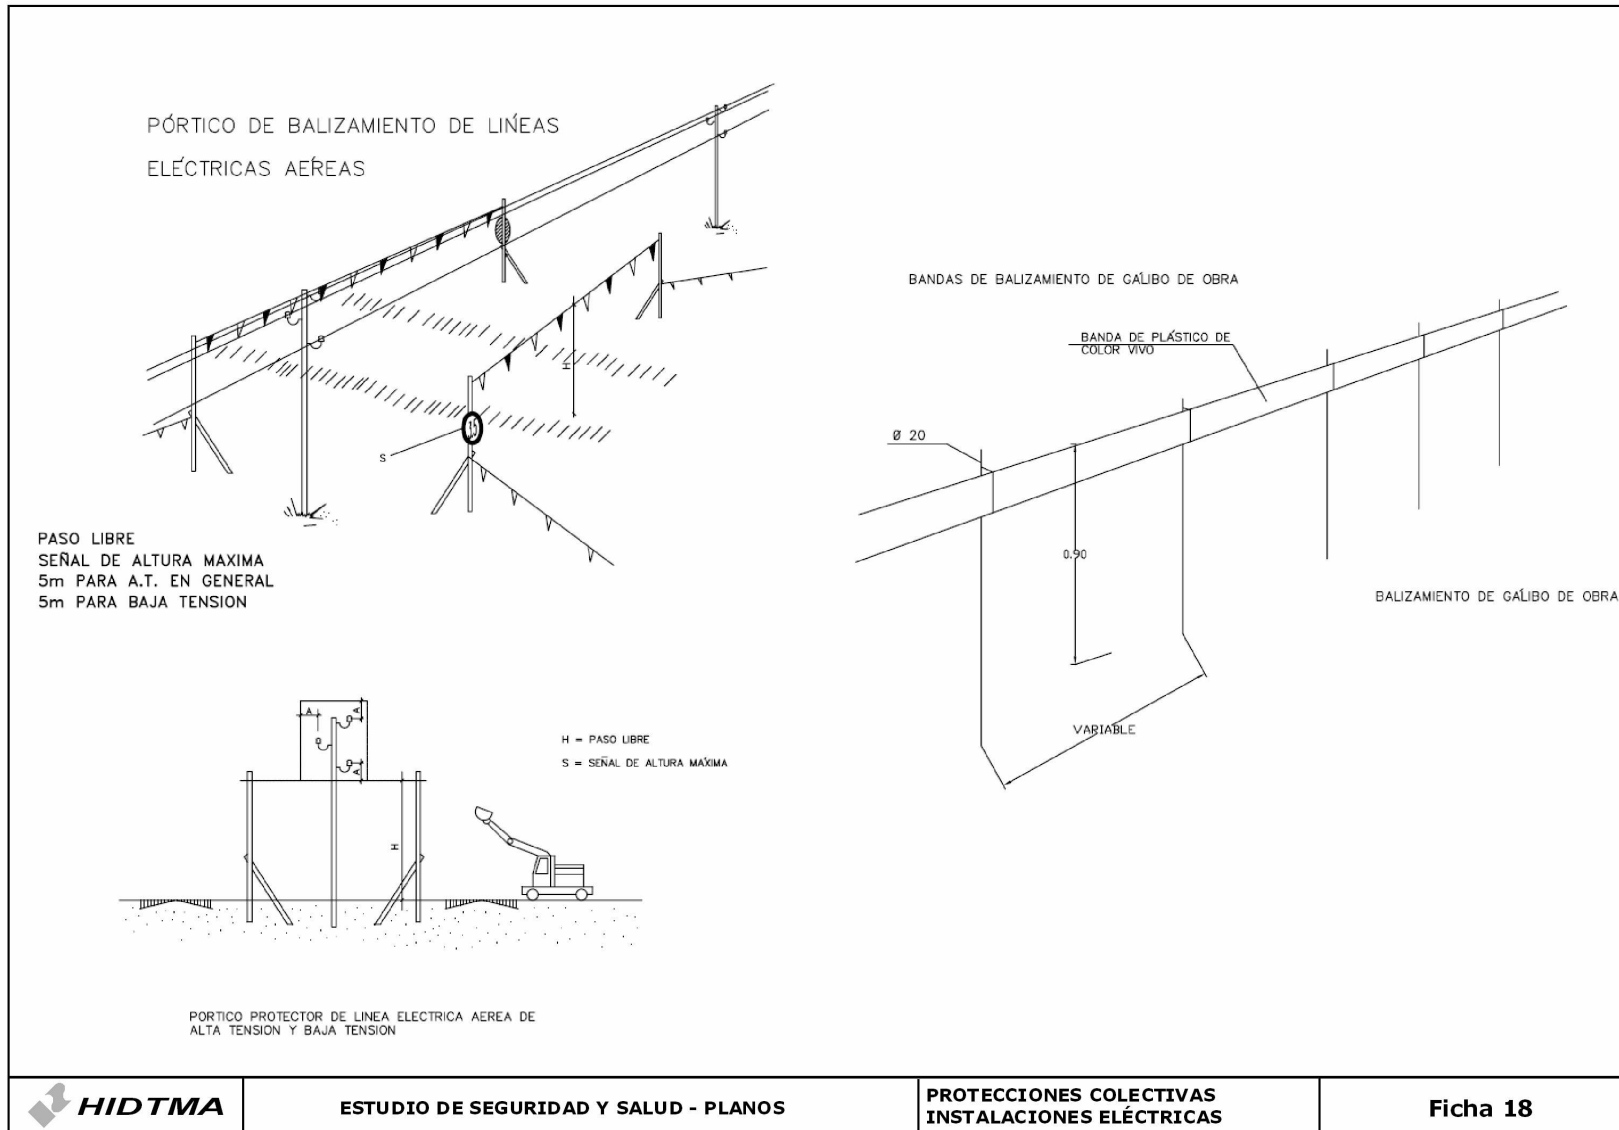 PÓRTICO DE BALIZAMIENTO DE LINÉAS
ELÉCTRICAS AÉREAS
S
H
PASO LIBRE
SEÑAL DE ALTURA MAXIMA
5m PARA A.T. EN GENERAL
5m PARA BAJA TENSION
BANDAS DE BALIZAMIENTO DE GÁLIBO DE OBRA
BANDA DE PLÁSTICO DE
COLOR VIVO
Ø 20
0.90
VARIABLE
BALIZAMIENTO DE GÁLIBO DE OBRA
A
A
A
H
H = PASO LIBRE
S = SEÑAL DE ALTURA MÁXIMA
PORTICO PROTECTOR DE LINEA ELECTRICA AEREA DE
ALTA TENSION Y BAJA TENSION
HIDTMA
ESTUDIO DE SEGURIDAD Y SALUD - PLANOS
PROTECCIONES COLECTIVAS
INSTALACIONES ELÉCTRICAS
Ficha 18